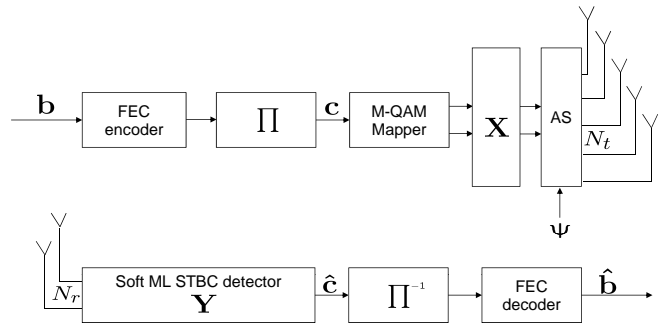 b
FEC
encoder
∏
c
M-QAM
Mapper
X
AS
N_t
Ψ
N_r
Soft ML STBC detector
Y
ĉ
∏⁻¹
FEC
decoder
b̂